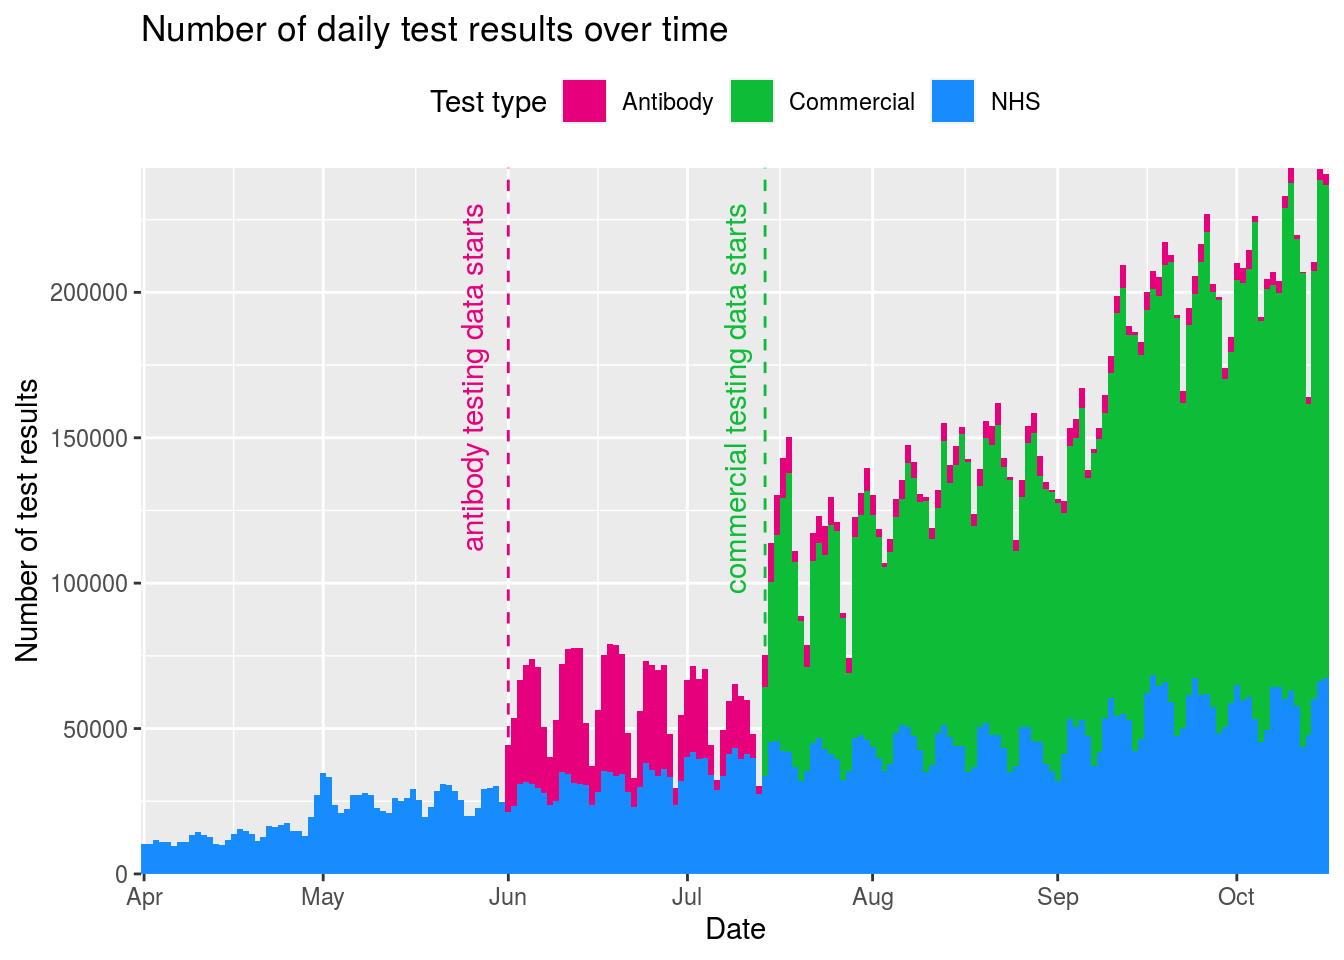 Number of daily test results over time
Test type Antibody Commercial NHS
Number of test results
200000
150000
100000
50000
0
antibody testing data starts
commercial testing data starts
Apr May Jun Jul Aug Sep Oct
Date